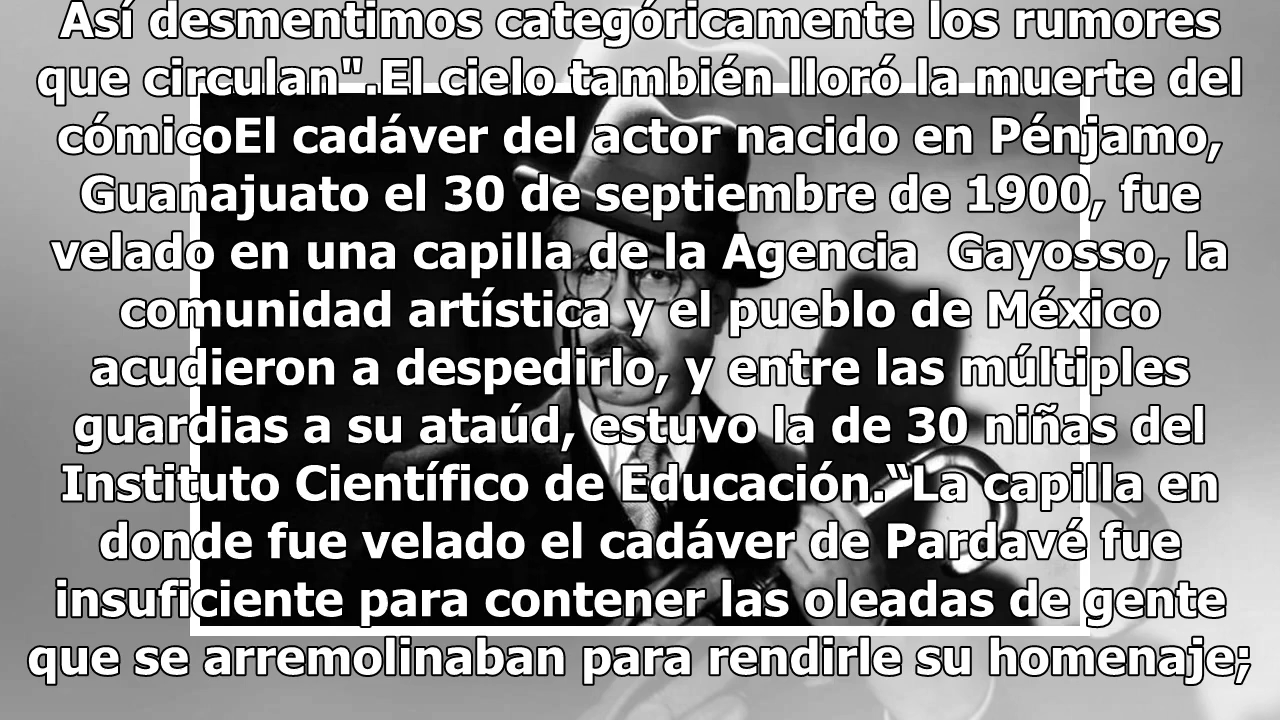 Así desmentimos categóricamente los rumores
que circulan".El cielo también lloró la muerte del
cómicoEl cadáver del actor nacido en Pénjamo,
Guanajuato el 30 de septiembre de 1900, fue
velado en una capilla de la Agencia  Gayosso, la
comunidad artística y el pueblo de México
acudieron a despedirlo, y entre las múltiples
guardias a su ataúd, estuvo la de 30 niñas del
Instituto Científico de Educación.“La capilla en
donde fue velado el cadáver de Pardavé fue
insuficiente para contener las oleadas de gente
que se arremolinaban para rendirle su homenaje;